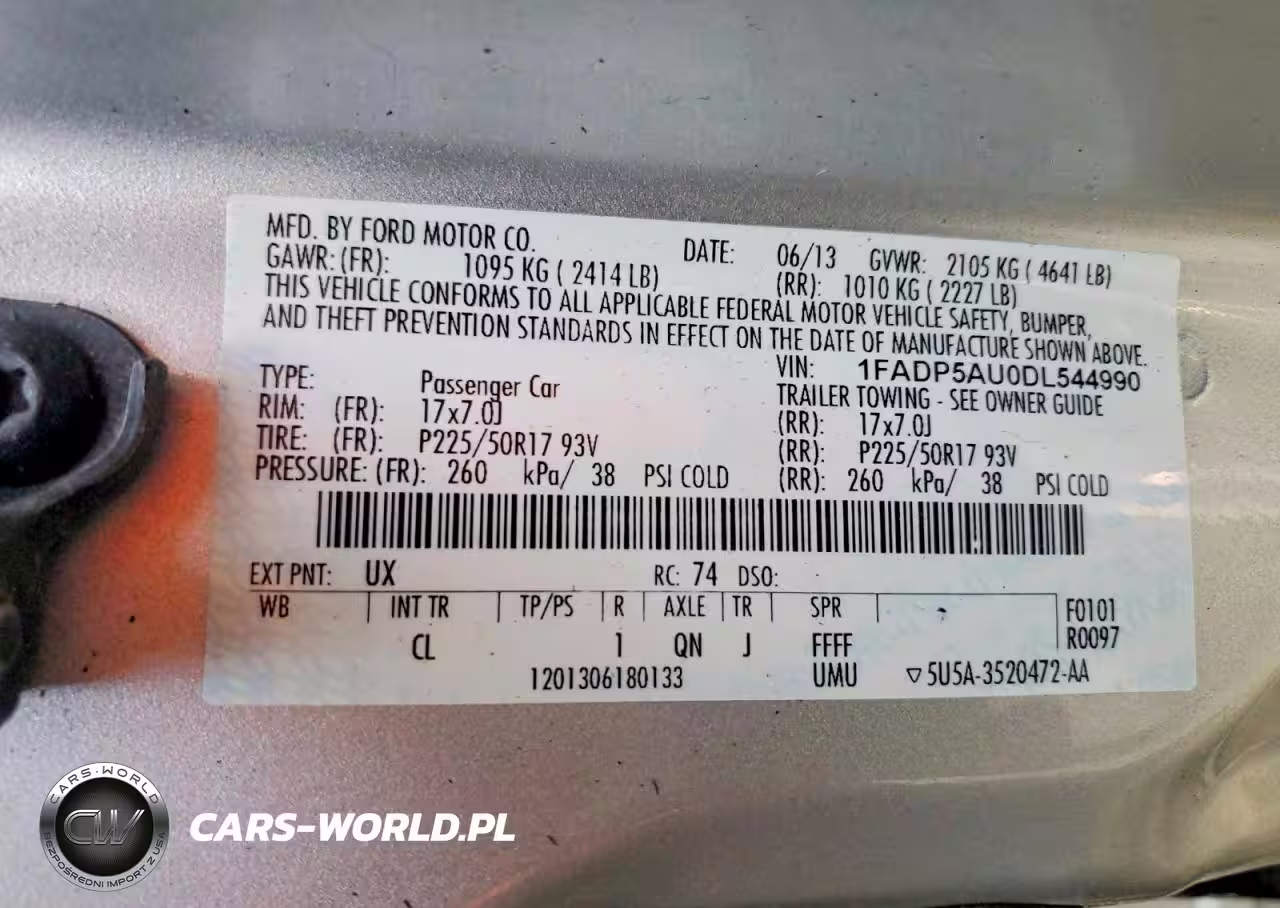 MFD. BY FORD MOTOR CO. DATE: 06/13 GVWR: 2105 KG ( 4641 LB)
GAWR: (FR): 1095 KG ( 2414 LB) (RR): 1010 KG ( 2227 LB)
THIS VEHICLE CONFORMS TO ALL APPLICABLE FEDERAL MOTOR VEHICLE SAFETY, BUMPER,
AND THEFT PREVENTION STANDARDS IN EFFECT ON THE DATE OF MANUFACTURE SHOWN ABOVE.
VIN: 1FADP5AU0DL544990
TYPE: Passenger Car TRAILER TOWING - SEE OWNER GUIDE
RIM: (FR): 17x7.0J (RR): 17x7.0J
TIRE: (FR): P225/50R17 93V (RR): P225/50R17 93V
PRESSURE: (FR): 260 kPa/ 38 PSI COLD (RR): 260 kPa/ 38 PSI COLD
EXT PNT: UX RC: 74 DSO:
WB INT TR TP/PS R AXLE TR SPR F0101
R0097
CL 1 QN J FFFF
1201306180133 UMU ▽5U5A-3520472-AA
CARS-WORLD
CW
BEZPOŚREDNI IMPORT Z USA
CARS-WORLD.PL